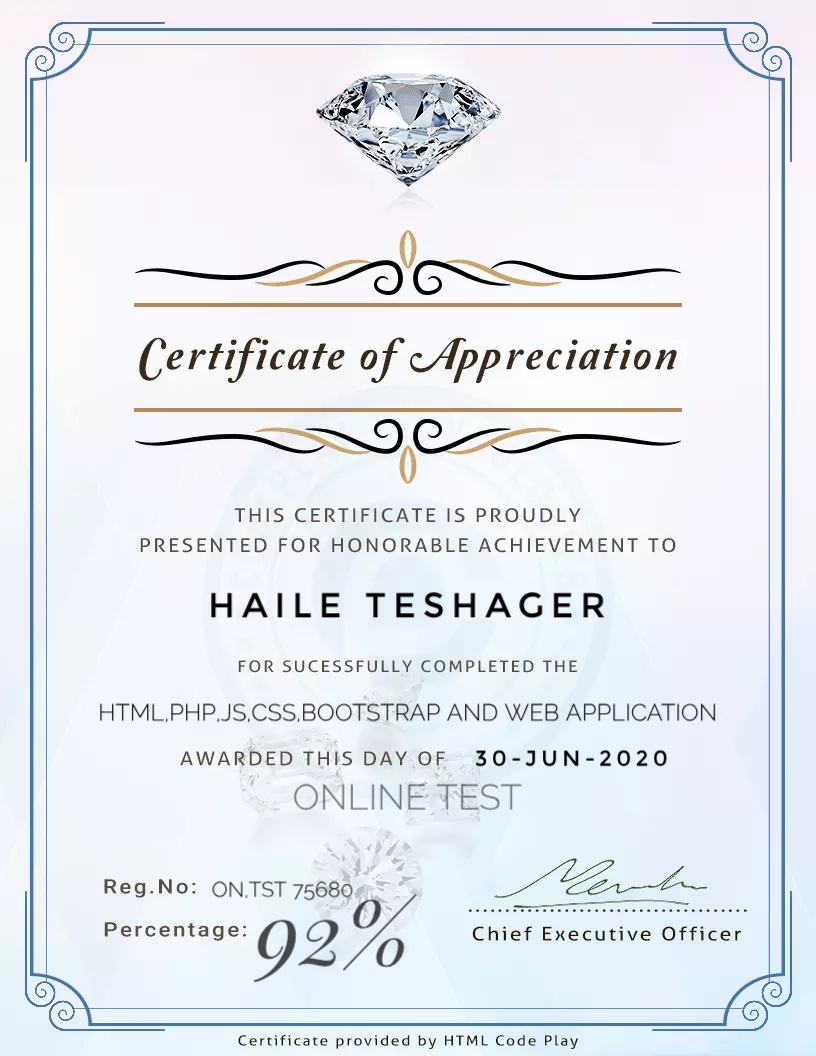 Certificate of Appreciation
THIS CERTIFICATE IS PROUDLY
PRESENTED FOR HONORABLE ACHIEVEMENT TO
HAILE TESHAGER
FOR SUCESSFULLY COMPLETED THE
HTML,PHP,JS,CSS,BOOTSTRAP AND WEB APPLICATION
AWARDED THIS DAY OF 30-JUN-2020
ONLINE TEST
Reg.No: ON,TST 75680
Percentage: 92%
Chief Executive Officer
Certificate provided by HTML Code Play